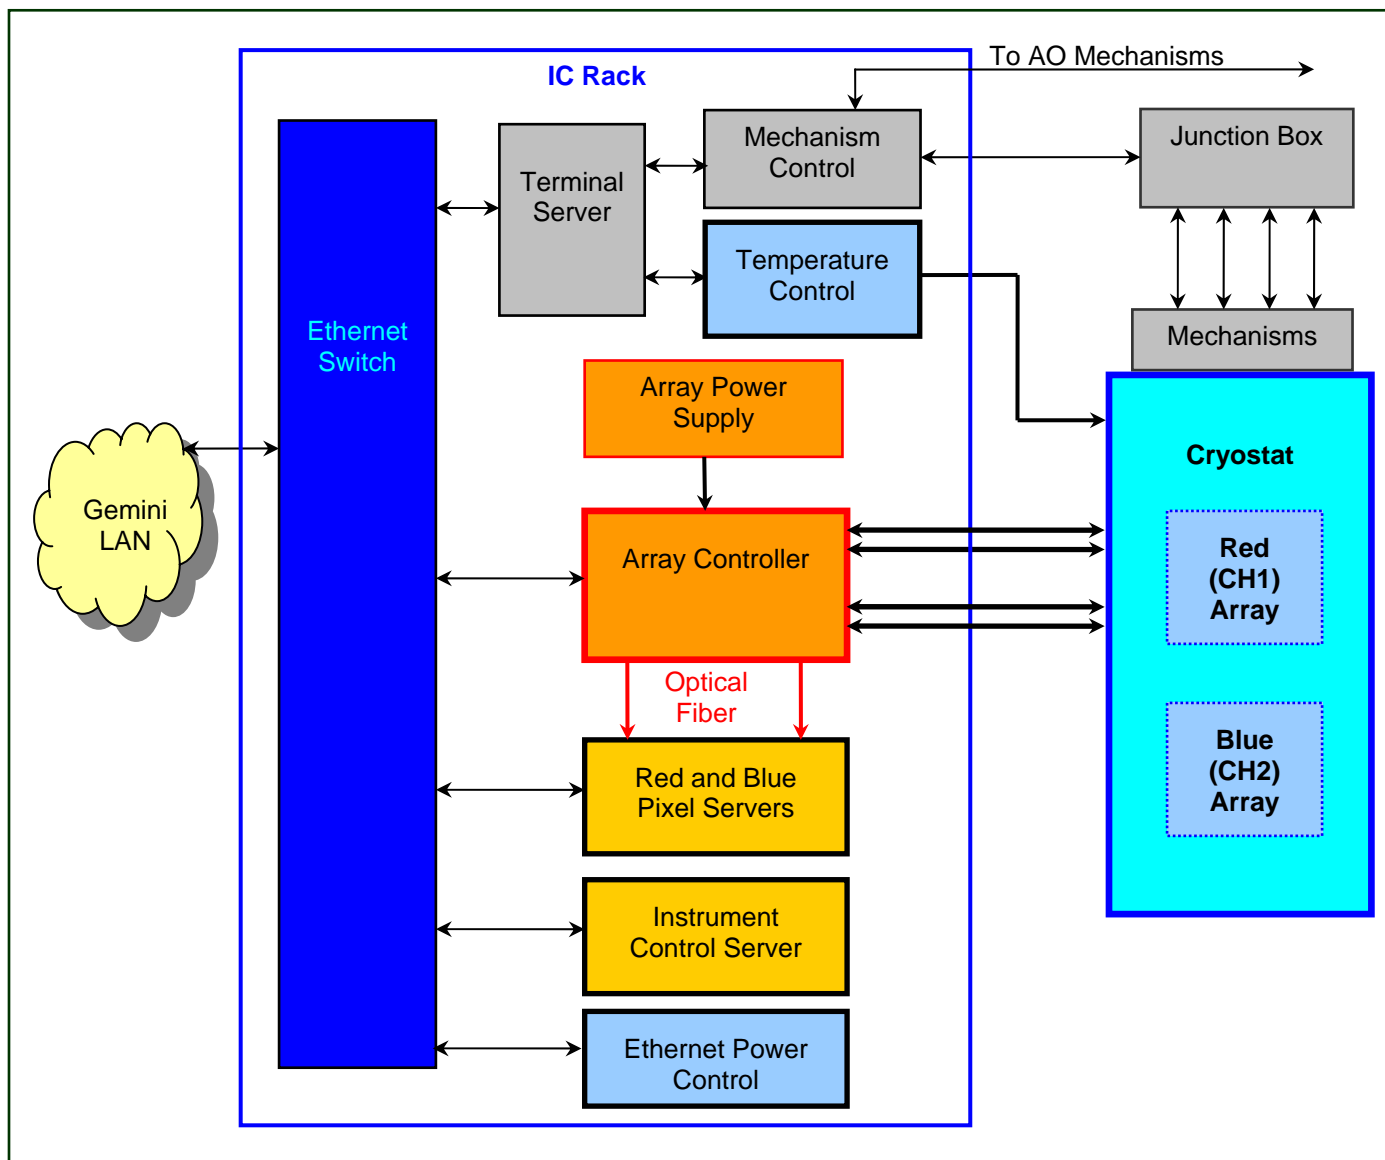 To AO Mechanisms
IC Rack
Mechanism
Control
Junction Box
Terminal
Server
Temperature
Control
Mechanisms
Ethernet
Switch
Array Power
Supply
Cryostat
Gemini
LAN
Array Controller
Red
(CH1)
Array
Optical
Fiber
Red and Blue
Pixel Servers
Blue
(CH2)
Array
Instrument
Control Server
Ethernet Power
Control